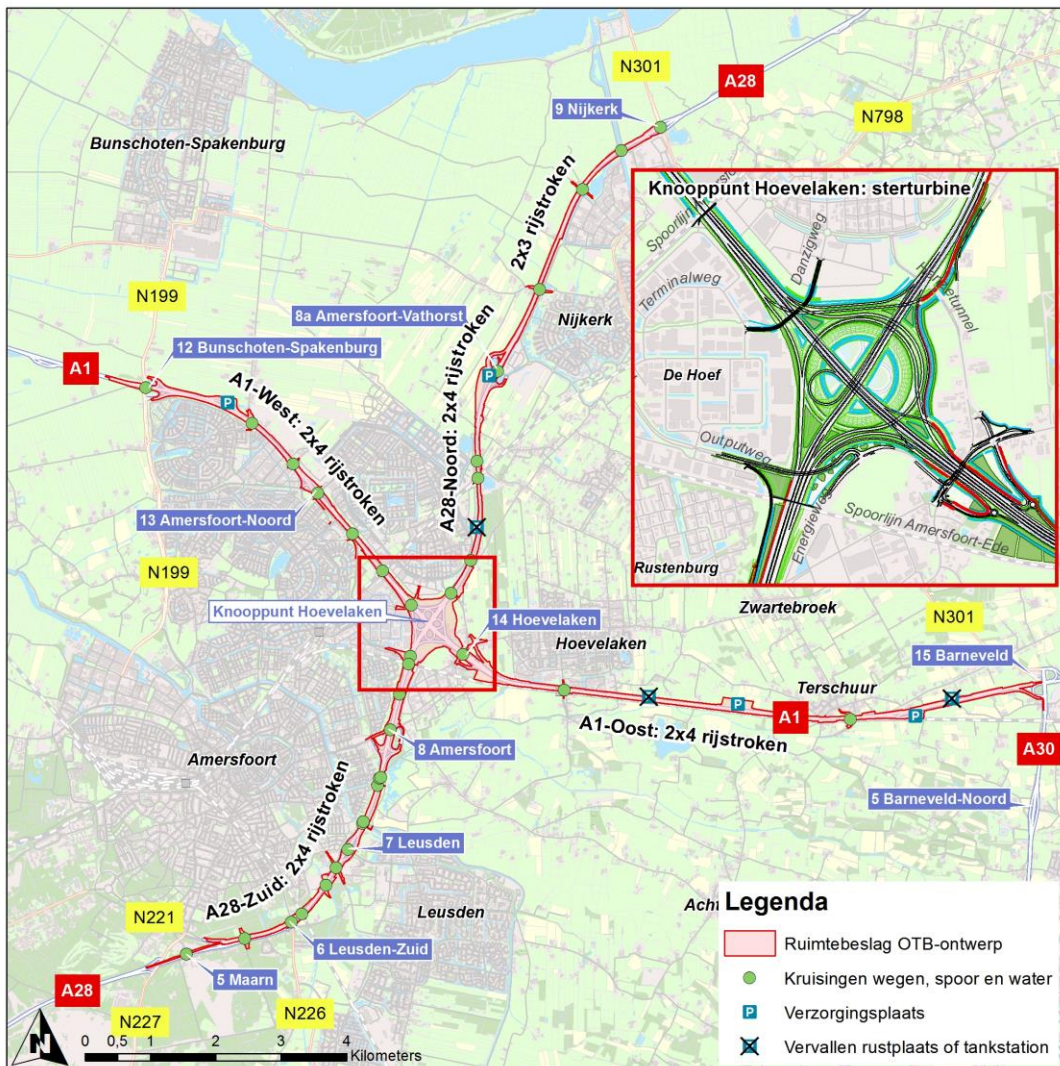 N301
A28
9 Nijkerk
N798
Bunschoten-Spakenburg
2x3 rijstroken
Knooppunt Hoevelaken: sterturbine
Danzigweg
Terminalweg
De Hoef
Outputweg
Energieweg
Spoorlijn Amersfoort-Ede
Rustenburg
N199
8a Amersfoort-Vathorst
Nijkerk
12 Bunschoten-Spakenburg
A1
A1-West: 2x4 rijstroken
A28-Noord: 2x4 rijstroken
13 Amersfoort-Noord
N199
Knooppunt Hoevelaken
14 Hoevelaken
Hoevelaken
Zwartebroek
N301
15 Barneveld
Terschuur
A1
A1-Oost: 2x4 rijstroken
A30
8 Amersfoort
Amersfoort
5 Barneveld-Noord
7 Leusden
A28-Zuid: 2x4 rijstroken
Leusden
N221
6 Leusden-Zuid
5 Maarn
A28
N227
N226
Acht
Legenda
Ruimtebeslag OTB-ontwerp
Kruisingen wegen, spoor en water
P Verzorgingsplaats
Vervallen rustplaats of tankstation
N
0 0,5 1 2 3 4
Kilometers